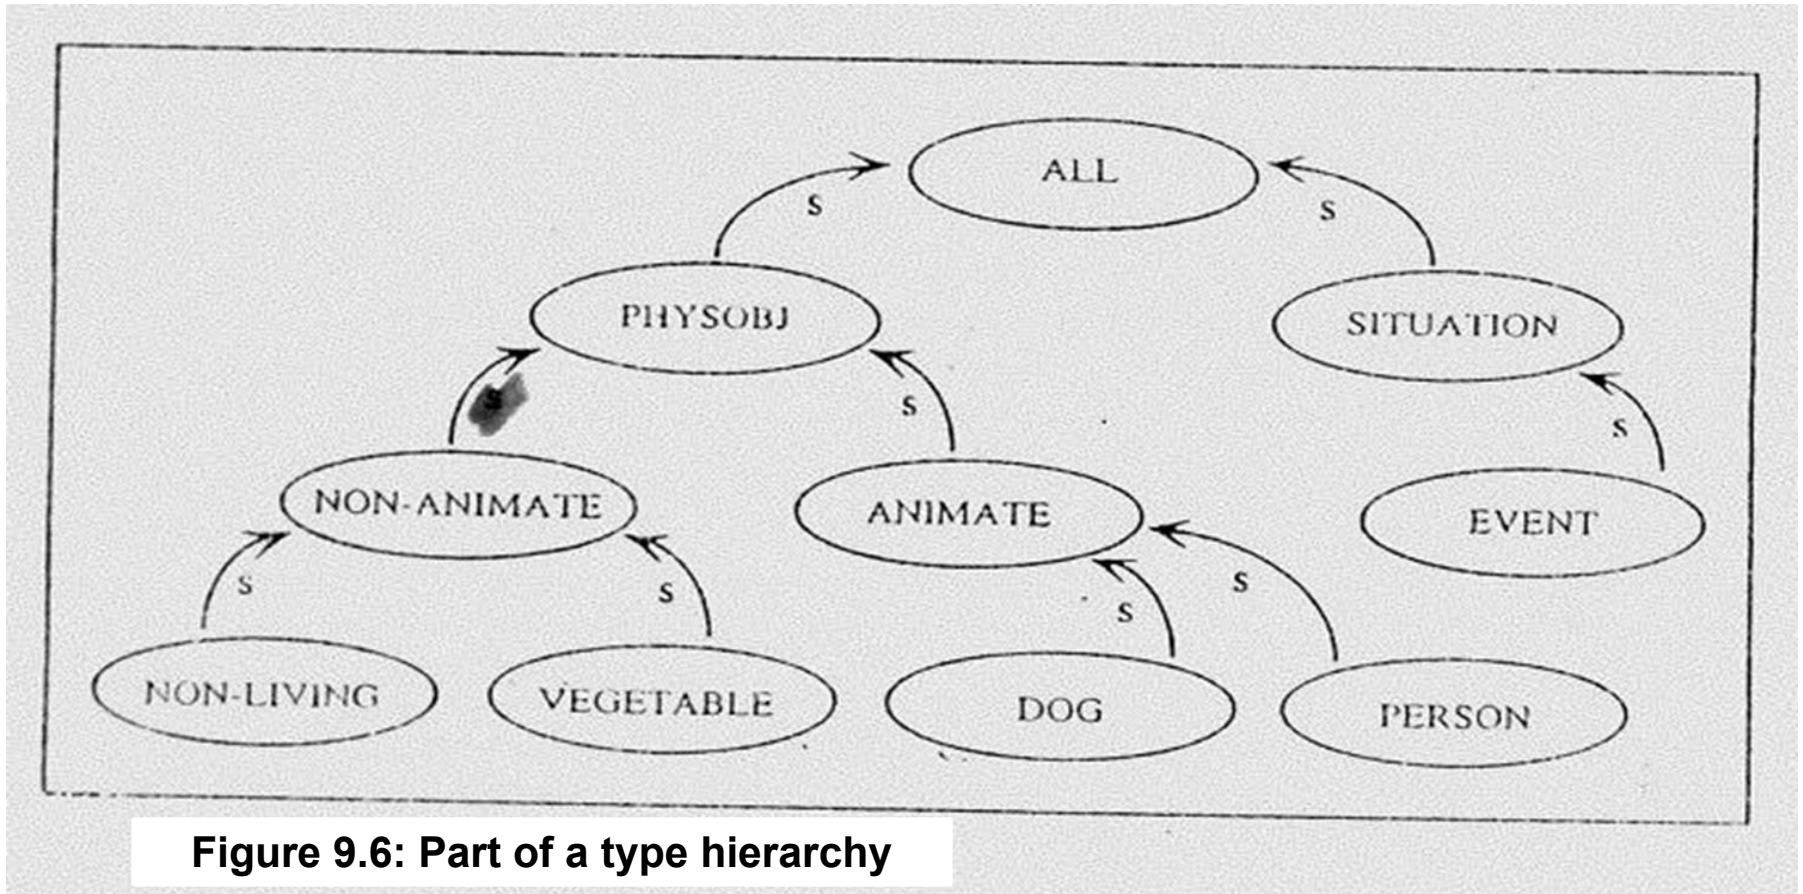 ALL
S
S
PHYSOBJ
SITUATION
S
S
S
NON-ANIMATE
ANIMATE
EVENT
S
S
S
S
NON-LIVING
VEGETABLE
DOG
PERSON
Figure 9.6: Part of a type hierarchy